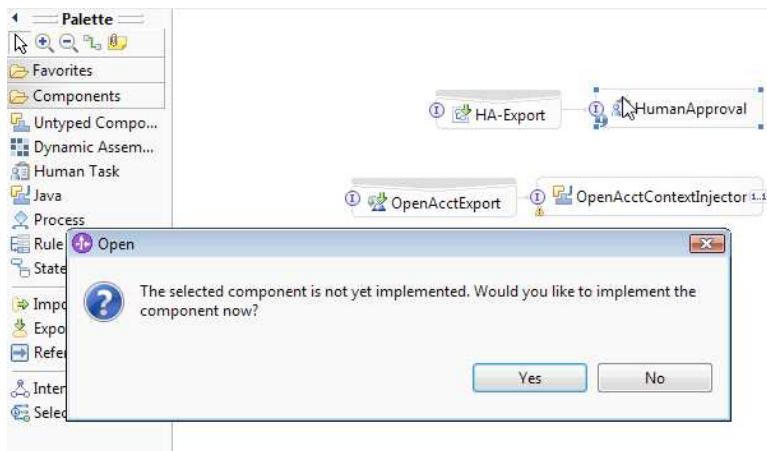 Palette
Favorites
Components
Untyped Compo...
Dynamic Assem...
Human Task
Java
Process
Rule
State
Impo
Expo
Refer
Inter
Selec
HA-Export
HumanApproval
OpenAcctExport
OpenAcctContextInjector 1..1
Open
The selected component is not yet implemented. Would you like to implement the
component now?
Yes
No